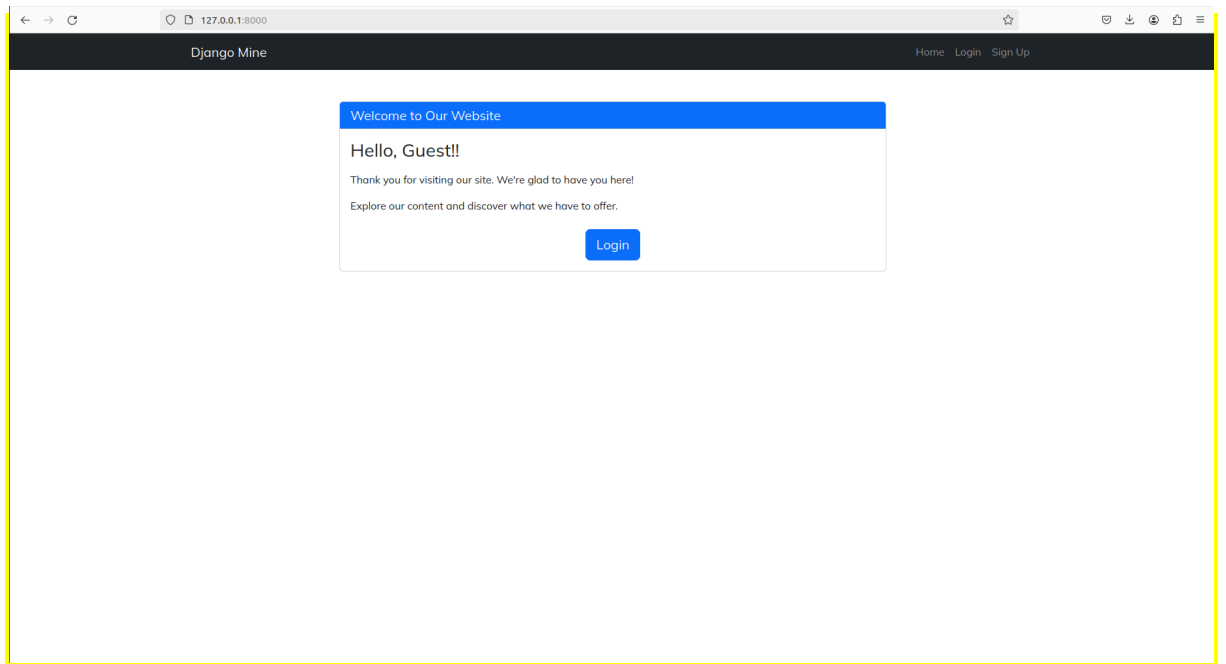 127.0.0.1:8000
Django Mine Home Login Sign Up
Welcome to Our Website
Hello, Guest!!
Thank you for visiting our site. We're glad to have you here!
Explore our content and discover what we have to offer.
Login